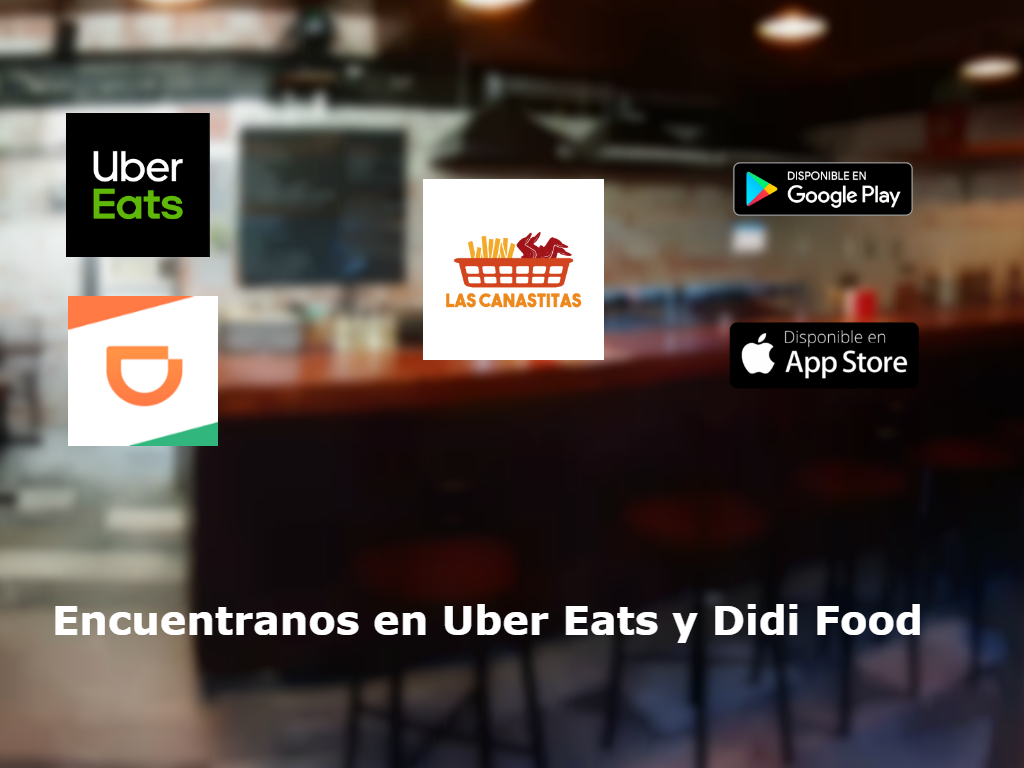 Uber
Eats
LAS CANASTITAS
DISPONIBLE EN
Google Play
Disponible en
App Store
Encuentranos en Uber Eats y Didi Food